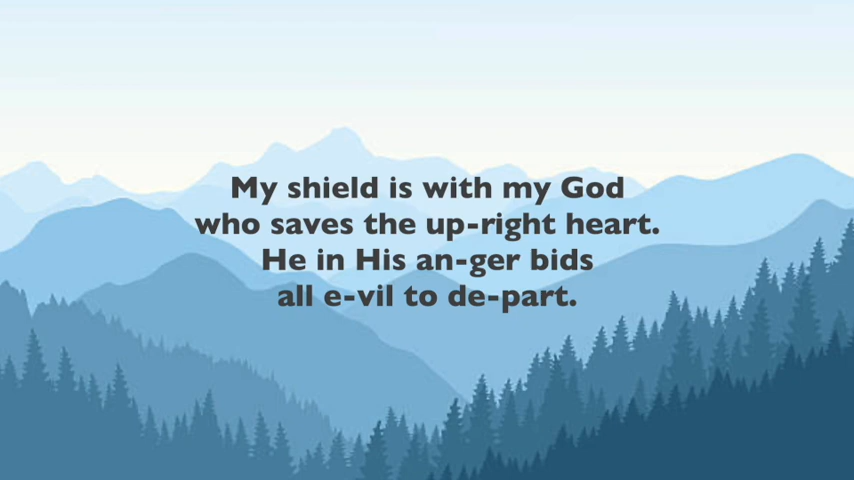 My shield is with my God
who saves the up-right heart.
He in His an-ger bids
all e-vil to de-part.